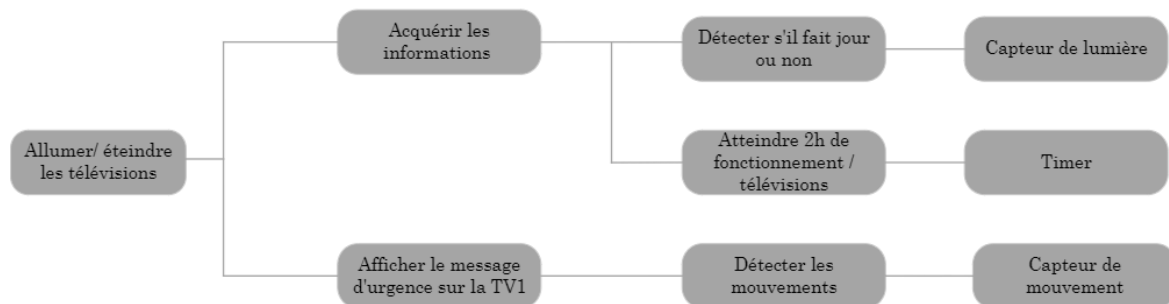 Acquérir les
informations
Détecter s'il fait jour
ou non
Capteur de lumière
Allumer/ éteindre
les télévisions
Atteindre 2h de
fonctionnement /
télévisions
Timer
Afficher le message
d'urgence sur la TV1
Détecter les
mouvements
Capteur de
mouvement